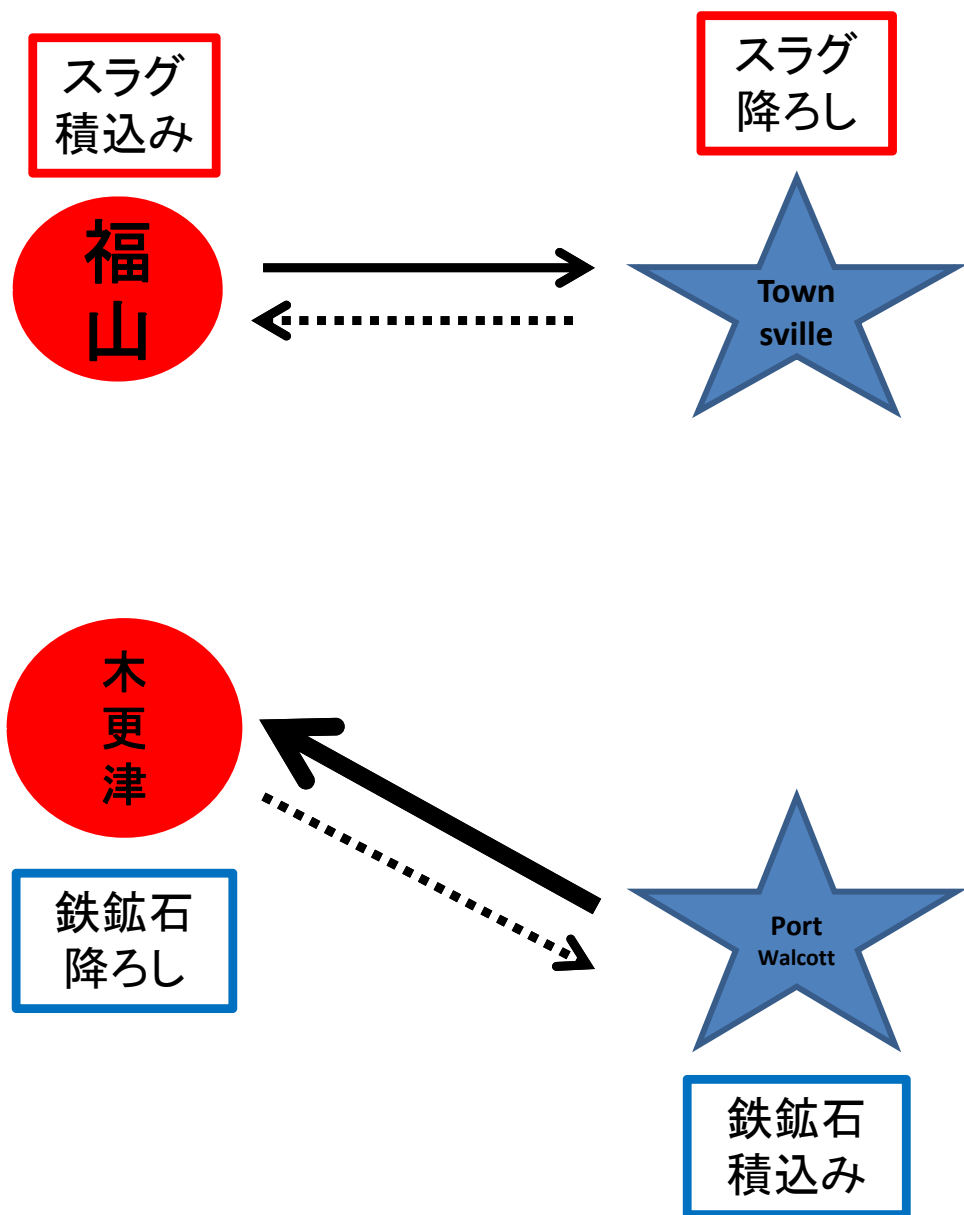 スラグ
積込み
スラグ
降ろし
福
山
Town
sville
木
更
津
鉄鉱石
降ろし
Port
Walcott
鉄鉱石
積込み